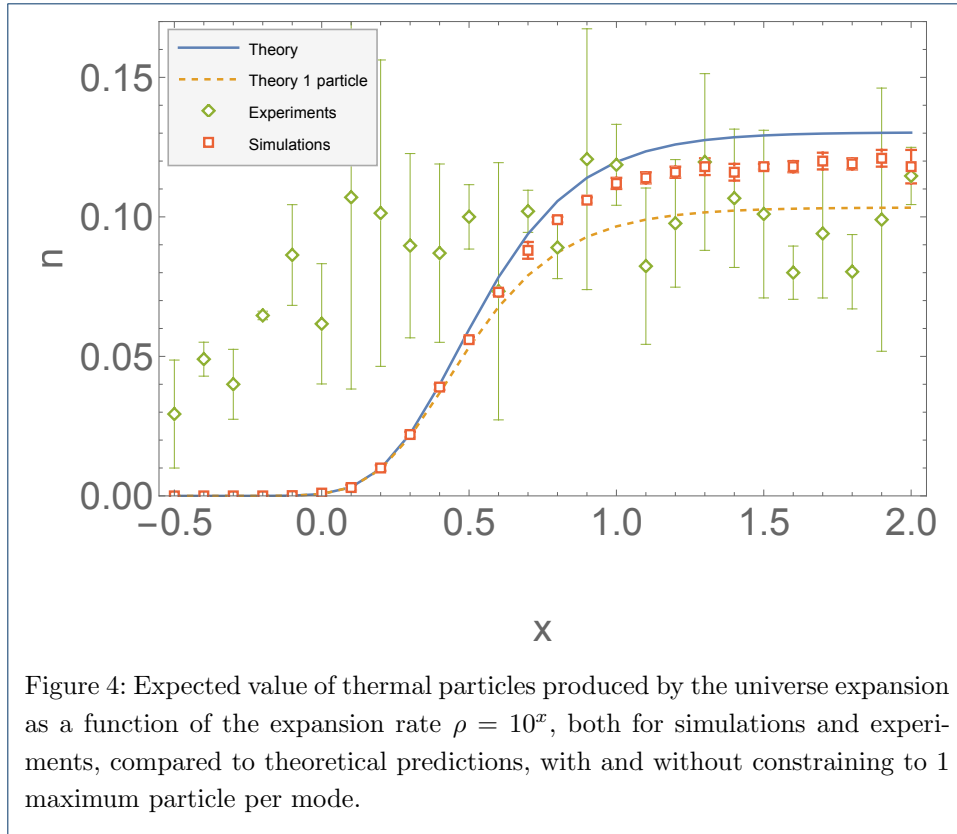 0.15
0.10
0.05
0.00
n
Theory
Theory 1 particle
Experiments
Simulations
−0.5 0.0 0.5 1.0 1.5 2.0
x
Figure 4: Expected value of thermal particles produced by the universe expansion
as a function of the expansion rate ρ = 10^x, both for simulations and experi-
ments, compared to theoretical predictions, with and without constraining to 1
maximum particle per mode.